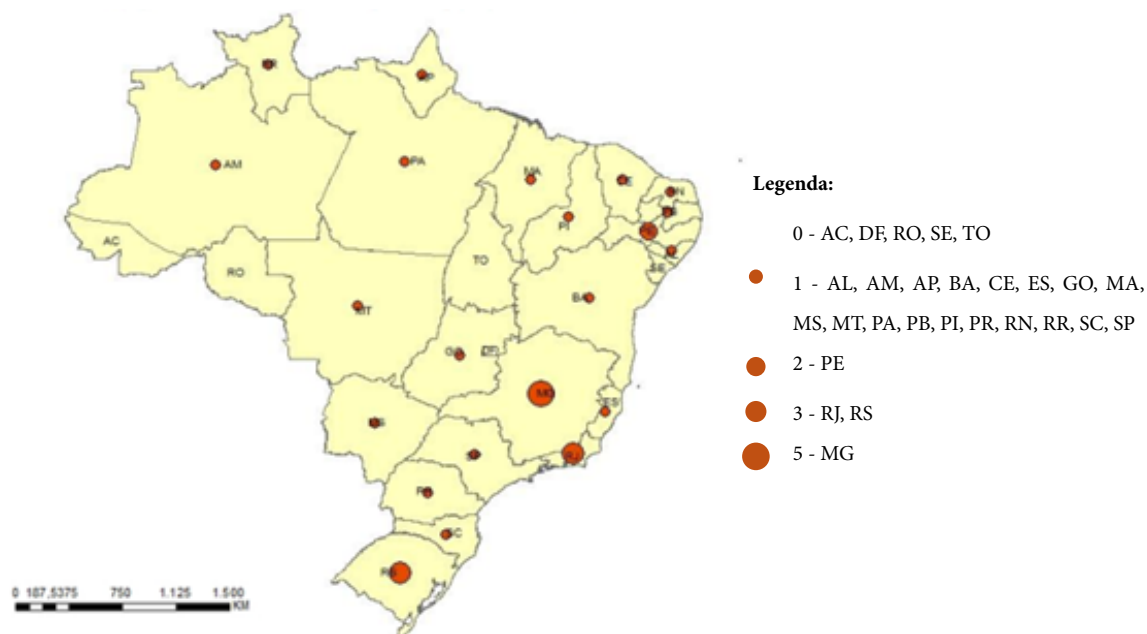 AM
PA
MA
PI
AC
RO
TO
SE
MT
BA
GO
DF
MG
ES
MS
RJ
SC
RS
0 187,5375 750 1.125 1.500
KM
Legenda:
0 - AC, DF, RO, SE, TO
1 - AL, AM, AP, BA, CE, ES, GO, MA,
MS, MT, PA, PB, PI, PR, RN, RR, SC, SP
2 - PE
3 - RJ, RS
5 - MG